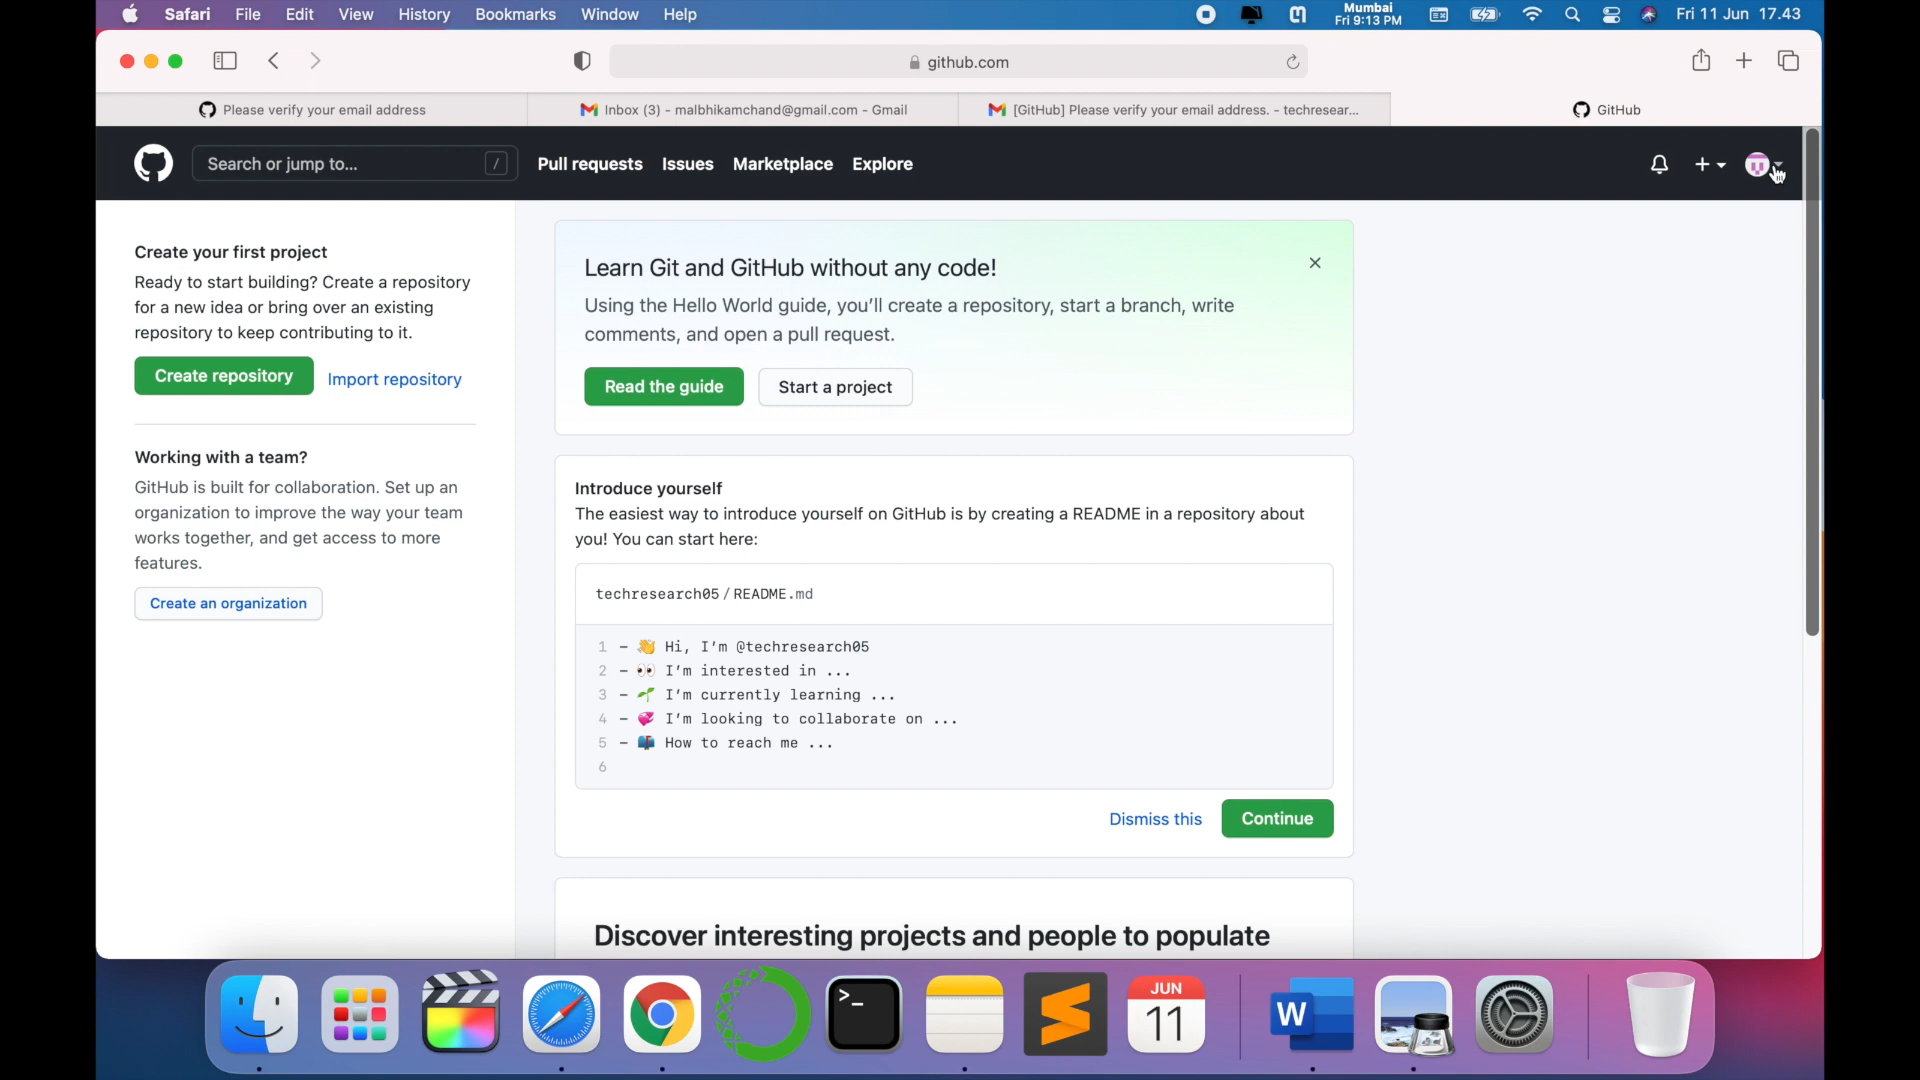 Safari File Edit View History Bookmarks Window Help
Mumbai
Fri 9:13 PM
Fri 11 Jun 17.43
github.com
Please verify your email address
Inbox (3) - malbhikamchand@gmail.com - Gmail
[GitHub] Please verify your email address. - techresear...
GitHub
Search or jump to... /
Pull requests Issues Marketplace Explore
Create your first project
Ready to start building? Create a repository
for a new idea or bring over an existing
repository to keep contributing to it.
Create repository Import repository
Working with a team?
GitHub is built for collaboration. Set up an
organization to improve the way your team
works together, and get access to more
features.
Create an organization
Learn Git and GitHub without any code!
Using the Hello World guide, you'll create a repository, start a branch, write
comments, and open a pull request.
Read the guide Start a project
Introduce yourself
The easiest way to introduce yourself on GitHub is by creating a README in a repository about
you! You can start here:
techresearch05 / README.md
1 - 👋 Hi, I'm @techresearch05
2 - 👀 I'm interested in ...
3 - 🌱 I'm currently learning ...
4 - 💞️ I'm looking to collaborate on ...
5 - 📫 How to reach me ...
6
Dismiss this Continue
Discover interesting projects and people to populate
>_
JUN
11
W